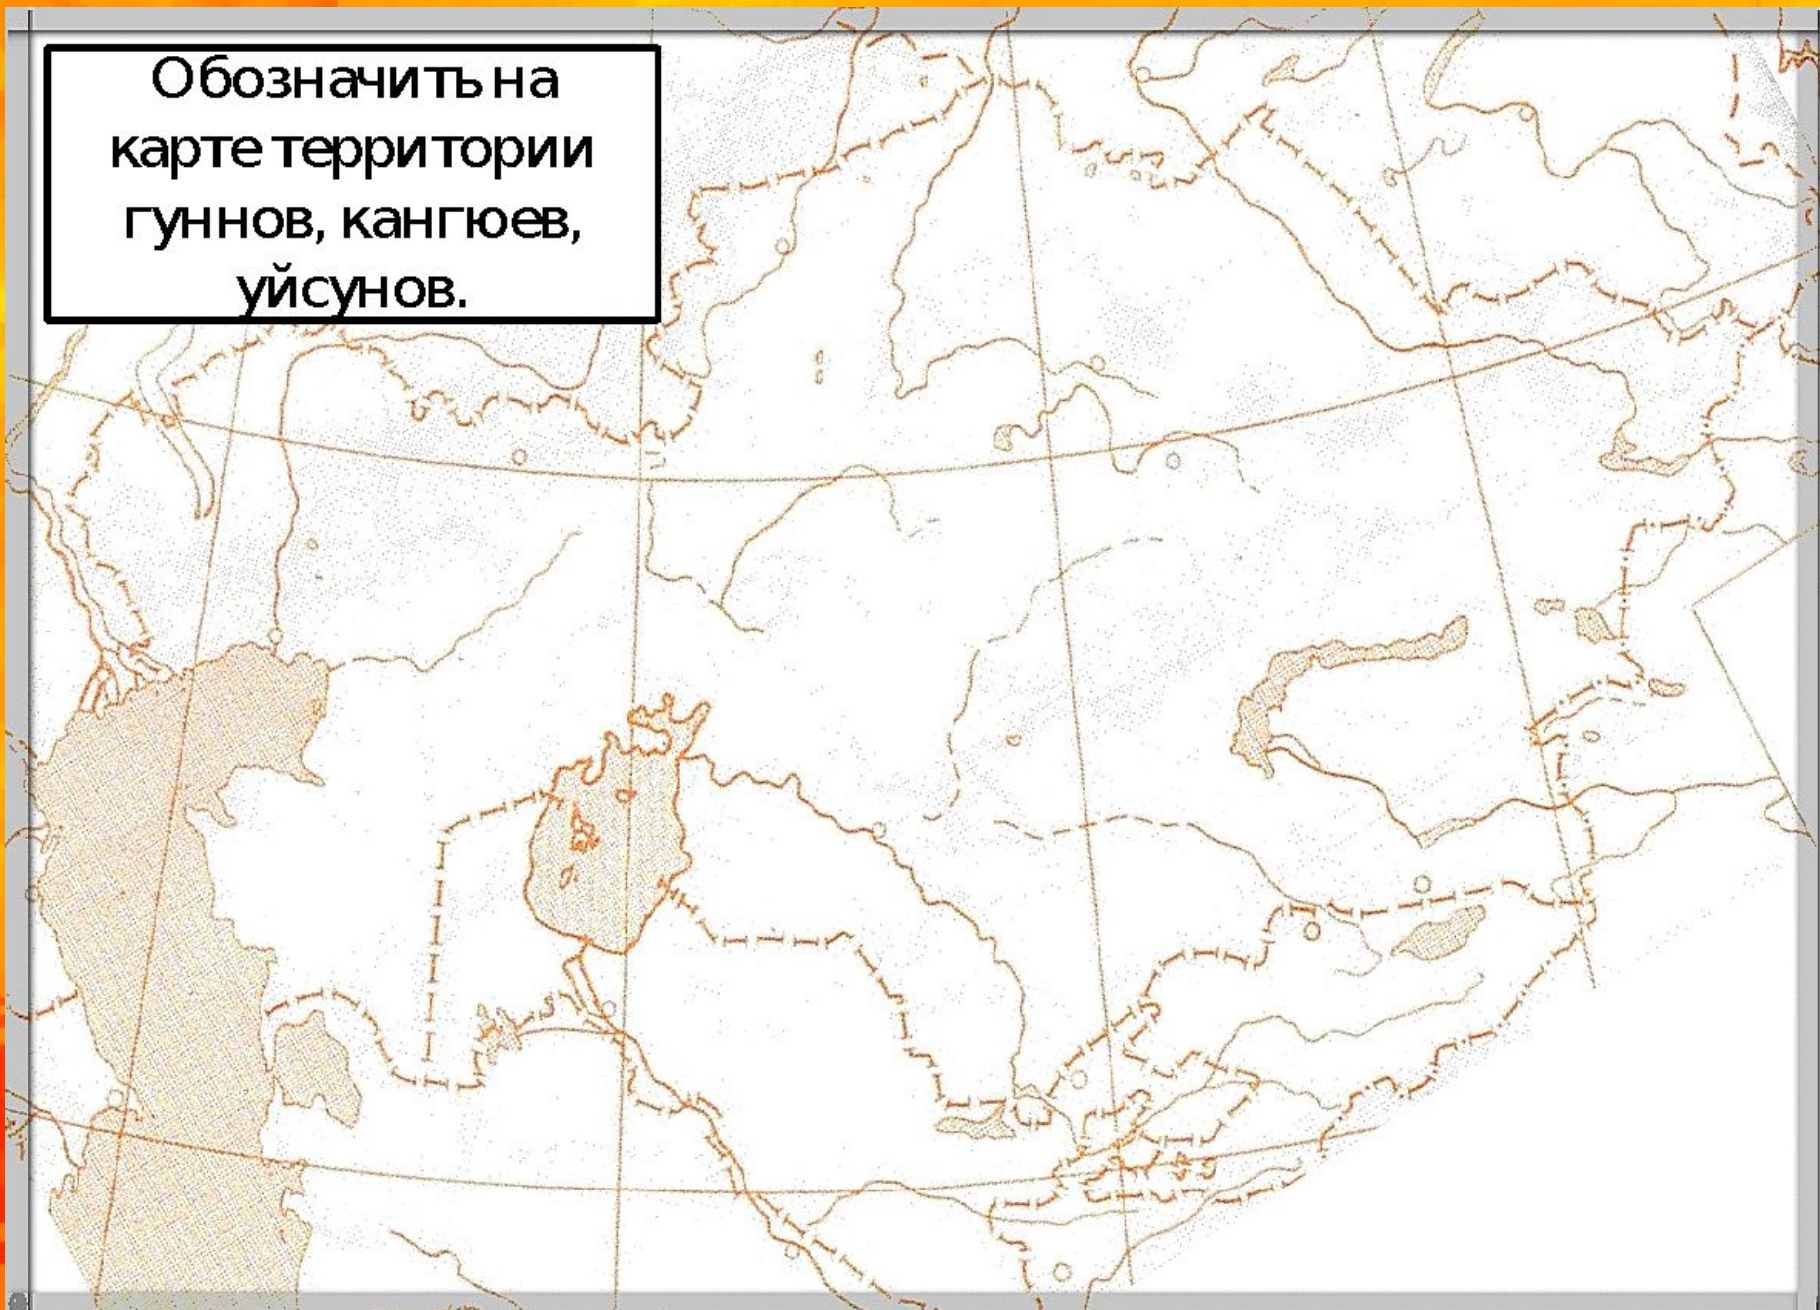 Обозначить на
карте территории
гуннов, кангюев,
уйсунов.